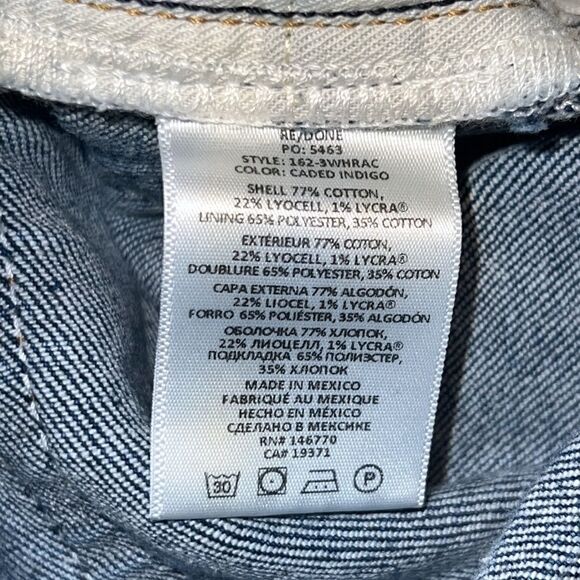 RE/DONE
PO: 5463
STYLE: 162-3WHRAC
COLOR: CADED INDIGO
SHELL 77% COTTON,
22% LYOCELL, 1% LYCRA®
LINING 65% POLYESTER, 35% COTTON
EXTÉRIEUR 77% COTON,
22% LYOCELL, 1% LYCRA®
DOUBLURE 65% POLYESTER, 35% COTON
CAPA EXTERNA 77% ALGODÓN,
22% LIOCEL, 1% LYCRA®
FORRO 65% POLIÉSTER, 35% ALGODÓN
ОБОЛОЧКА 77% ХЛОПОК,
22% ЛИОЦЕЛЛ, 1% LYCRA®
ПОДКЛАДКА 65% ПОЛИЭСТЕР,
35% ХЛОПОК
MADE IN MEXICO
FABRIQUÉ AU MEXIQUE
HECHO EN MÉXICO
СДЕЛАНО В МЕКСИКЕ
RN# 146770
CA# 19371
30 P